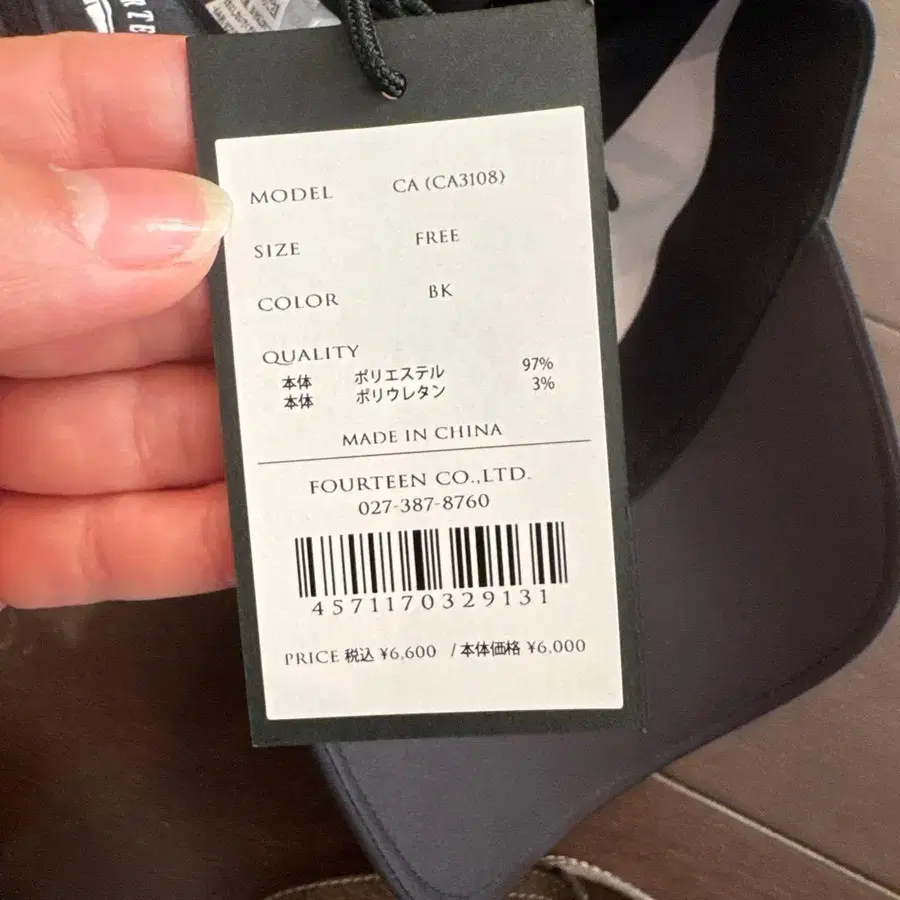 MODEL CA (CA3108)
SIZE FREE
COLOR BK
QUALITY
本体 ポリエステル 97%
本体 ポリウレタン 3%
MADE IN CHINA
FOURTEEN CO.,LTD.
027-387-8760
4571170329131
PRICE 税込 ¥6,600 / 本体価格 ¥6,000